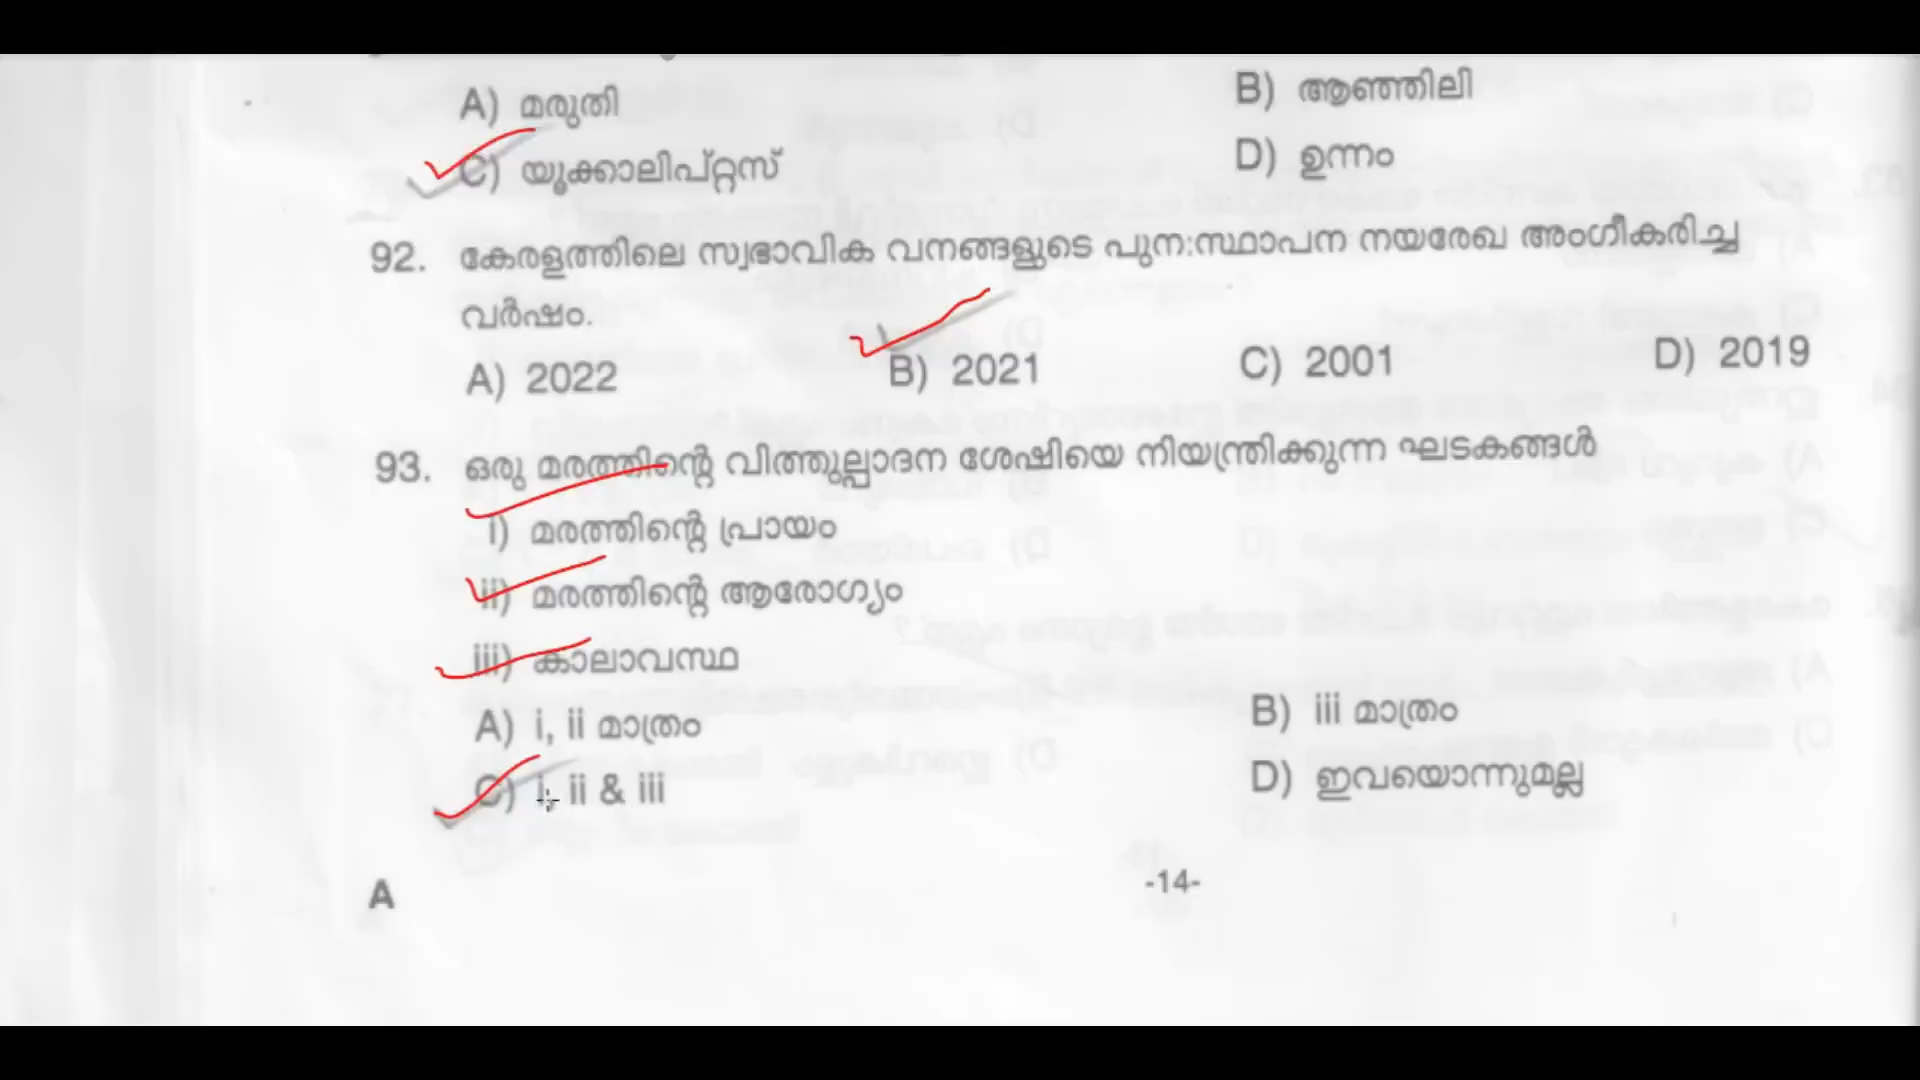 A) മരുതി
B) ആഞ്ഞിലി
C) യൂക്കാലിപ്റ്റസ്
D) ഉന്നം
92. കേരളത്തിലെ സ്വഭാവിക വനങ്ങളുടെ പുന:സ്ഥാപന നയരേഖ അംഗീകരിച്ച
വർഷം.
A) 2022 B) 2021 C) 2001 D) 2019
93. ഒരു മരത്തിന്റെ വിത്തുല്പാദന ശേഷിയെ നിയന്ത്രിക്കുന്ന ഘടകങ്ങൾ
i) മരത്തിന്റെ പ്രായം
ii) മരത്തിന്റെ ആരോഗ്യം
iii) കാലാവസ്ഥ
A) i, ii മാത്രം
B) iii മാത്രം
C) i, ii & iii
D) ഇവയൊന്നുമല്ല
A
-14-